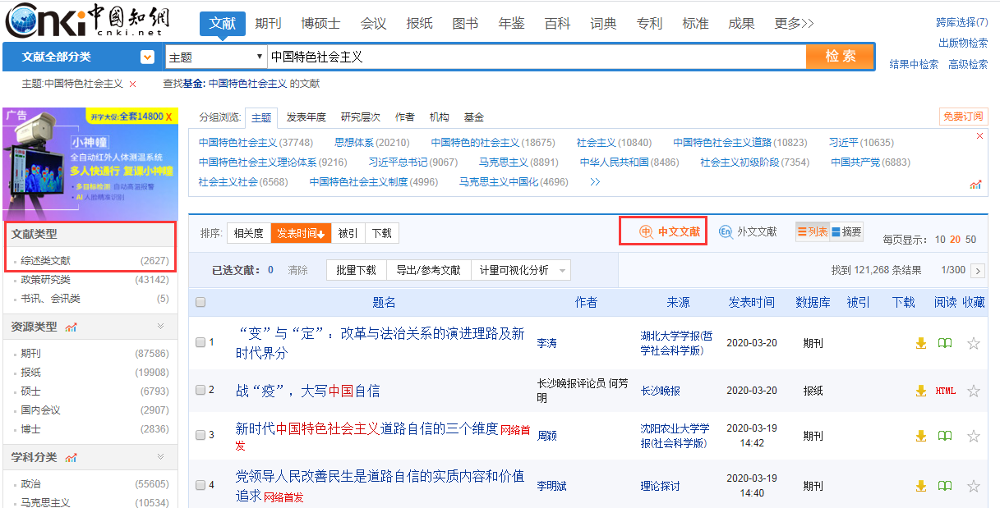 Cnki中国知网
cnki.net
文献 期刊 博硕士 会议 报纸 图书 年鉴 百科 词典 专利 标准 成果 更多>>
跨库选择(7)
出版物检索
文献全部分类 主题 中国特色社会主义 检索
结果中检索 高级检索
主题:中国特色社会主义 × 查找基金: 中国特色社会主义 的文献
广告
开学大促:全套14800 X
小神瞳
全自动红外人体测温系统
多人快通行 复课小神瞳
·多目标检测 自动高温报警
·AI人脸精准识别
分组浏览: 主题 发表年度 研究层次 作者 机构 基金
免费订阅
中国特色社会主义(37748) 思想体系(20210) 中国特色的社会主义(18675) 社会主义(10840) 中国特色社会主义道路(10823) 习近平(10635) ×
中国特色社会主义理论体系(9216) 习近平总书记(9067) 马克思主义(8891) 中华人民共和国(8486) 社会主义初级阶段(7354) 中国共产党(6883)
社会主义社会(6568) 中国特色社会主义制度(4996) 马克思主义中国化(4696) >>
文献类型
综述类文献 (2627)
政策研究类 (43142)
书讯、会讯类 (5)
资源类型
期刊 (87586)
报纸 (19908)
硕士 (6793)
国内会议 (2907)
博士 (2836)
学科分类
政治 (55605)
马克思主义 (10534)
排序: 相关度 发表时间↓ 被引 下载 中 中文文献 En 外文文献 列表 摘要 每页显示: 10 20 50
已选文献: 0 清除 批量下载 导出/参考文献 计量可视化分析 找到 121,268 条结果 1/300 >
题名 作者 来源 发表时间 数据库 被引 下载 阅读 收藏
1 “变”与“定”：改革与法治关系的演进理路及新
时代界分
李涛
湖北大学学报(哲
学社会科学版)
2020-03-20 期刊
2 战“疫”，大写中国自信
长沙晚报评论员 何芳
明
长沙晚报 2020-03-20 报纸 HTML
3 新时代中国特色社会主义道路自信的三个维度 网络首
发
周颖
沈阳农业大学学
报(社会科学版)
2020-03-19
14:42
期刊
4 党领导人民改善民生是道路自信的实质内容和价值
追求 网络首发
李明斌 理论探讨
2020-03-19
14:40
期刊